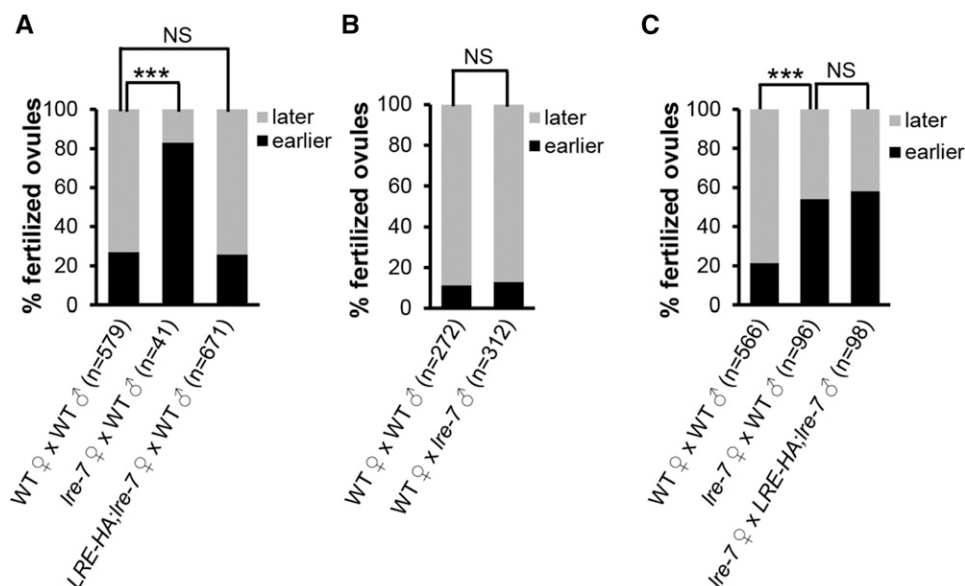 A
NS
***
% fertilized ovules
100
80
60
40
20
0
later
earlier
WT ♀ x WT ♂ (n=579)
lre-7 ♀ x WT ♂ (n=41)
LRE-HA;lre-7 ♀ x WT ♂ (n=671)
B
NS
% fertilized ovules
100
80
60
40
20
0
later
earlier
WT ♀ x WT ♂ (n=272)
WT ♀ x lre-7 ♂ (n=312)
C
***
NS
% fertilized ovules
100
80
60
40
20
0
later
earlier
WT ♀ x WT ♂ (n=566)
lre-7 ♀ x WT ♂ (n=96)
lre-7 ♀ x LRE-HA;lre-7 ♂ (n=98)